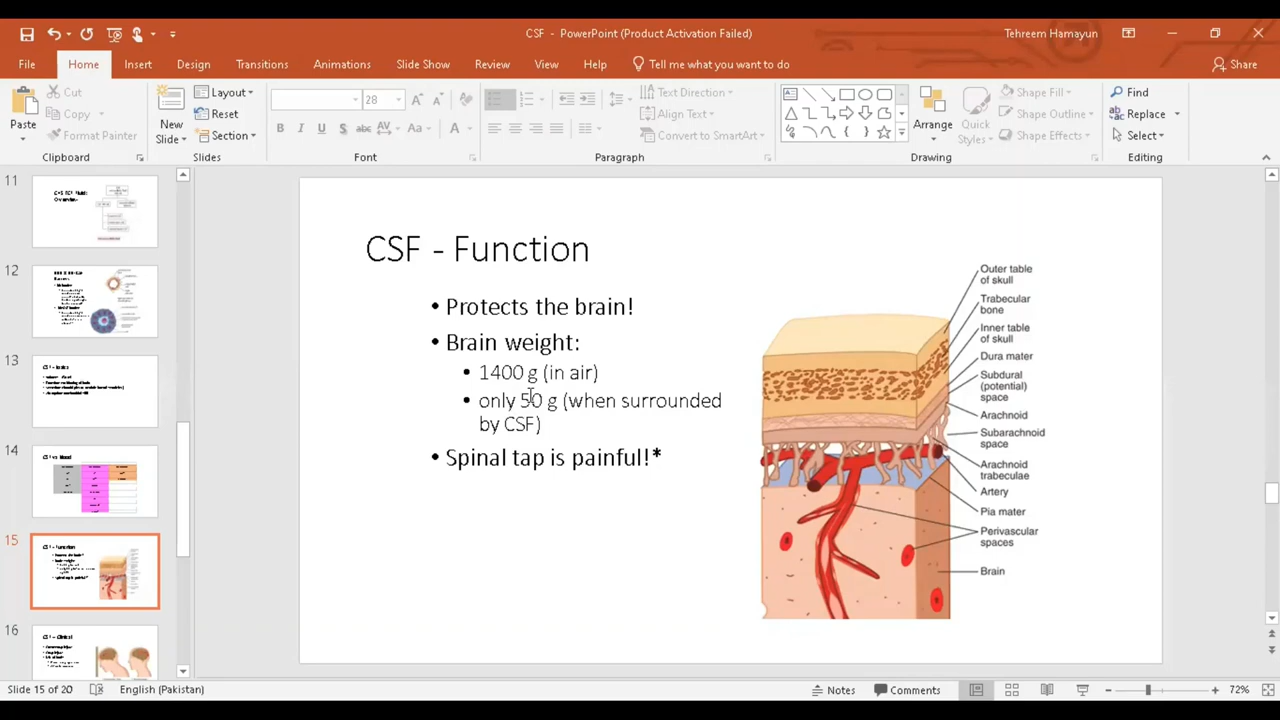 CSF - PowerPoint (Product Activation Failed)
Tehreem Hamayun
File
Home
Insert
Design
Transitions
Animations
Slide Show
Review
View
Help
Tell me what you want to do
Share
Paste
Cut
Copy
Format Painter
Clipboard
New
Slide
Layout
Reset
Section
Slides
28
Font
Text Direction
Align Text
Convert to SmartArt
Paragraph
Arrange
Quick
Styles
Shape Fill
Shape Outline
Shape Effects
Drawing
Find
Replace
Select
Editing
11
12
13
14
15
16
CSF - Function
• Protects the brain!
• Brain weight:
• 1400 g (in air)
• only 50 g (when surrounded
by CSF)
• Spinal tap is painful!*
Outer table
of skull
Trabecular
bone
Inner table
of skull
Dura mater
Subdural
(potential)
space
Arachnoid
Subarachnoid
space
Arachnoid
trabeculae
Artery
Pia mater
Perivascular
spaces
Brain
Slide 15 of 20
English (Pakistan)
Notes
Comments
72%